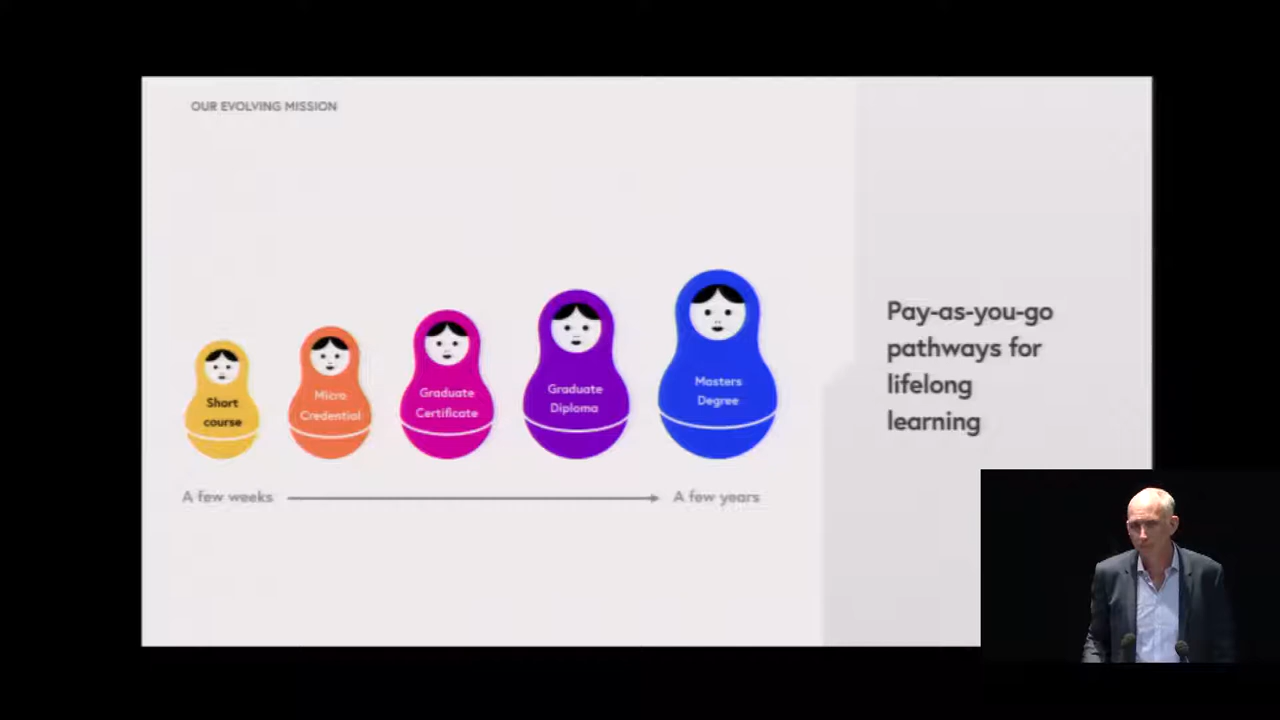 OUR EVOLVING MISSION
Short
course
Micro
Credential
Graduate
Certificate
Graduate
Diploma
Masters
Degree
A few weeks
A few years
Pay-as-you-go
pathways for
lifelong
learning